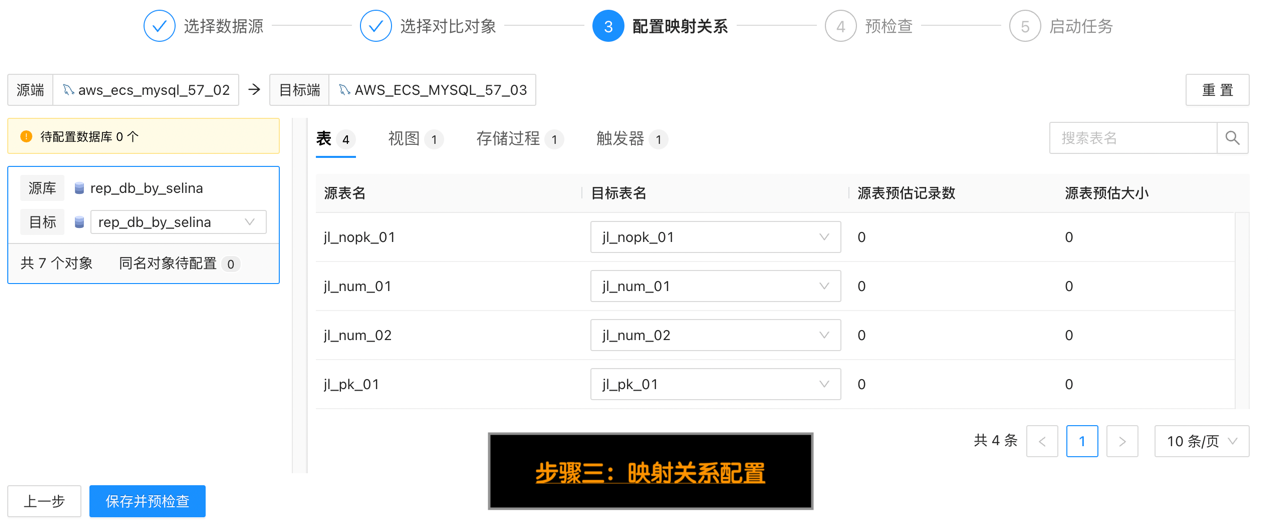 选择数据源
选择对比对象
3 配置映射关系
4 预检查
5 启动任务
源端 aws_ecs_mysql_57_02 → 目标端 AWS_ECS_MYSQL_57_03
重 置
待配置数据库 0 个
源库 rep_db_by_selina
目标 rep_db_by_selina
共 7 个对象 同名对象待配置 0
表 4 视图 1 存储过程 1 触发器 1
搜索表名
源表名 目标表名 源表预估记录数 源表预估大小
jl_nopk_01 jl_nopk_01 0 0
jl_num_01 jl_num_01 0 0
jl_num_02 jl_num_02 0 0
jl_pk_01 jl_pk_01 0 0
共 4 条 < 1 > 10 条/页
步骤三：映射关系配置
上一步 保存并预检查